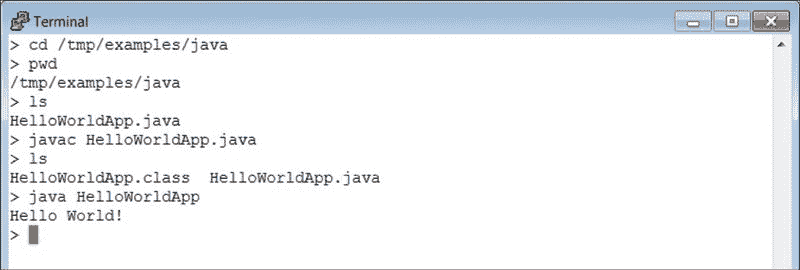 Terminal
> cd /tmp/examples/java
> pwd
/tmp/examples/java
> ls
HelloWorldApp.java
> javac HelloWorldApp.java
> ls
HelloWorldApp.class  HelloWorldApp.java
> java HelloWorldApp
Hello World!
>